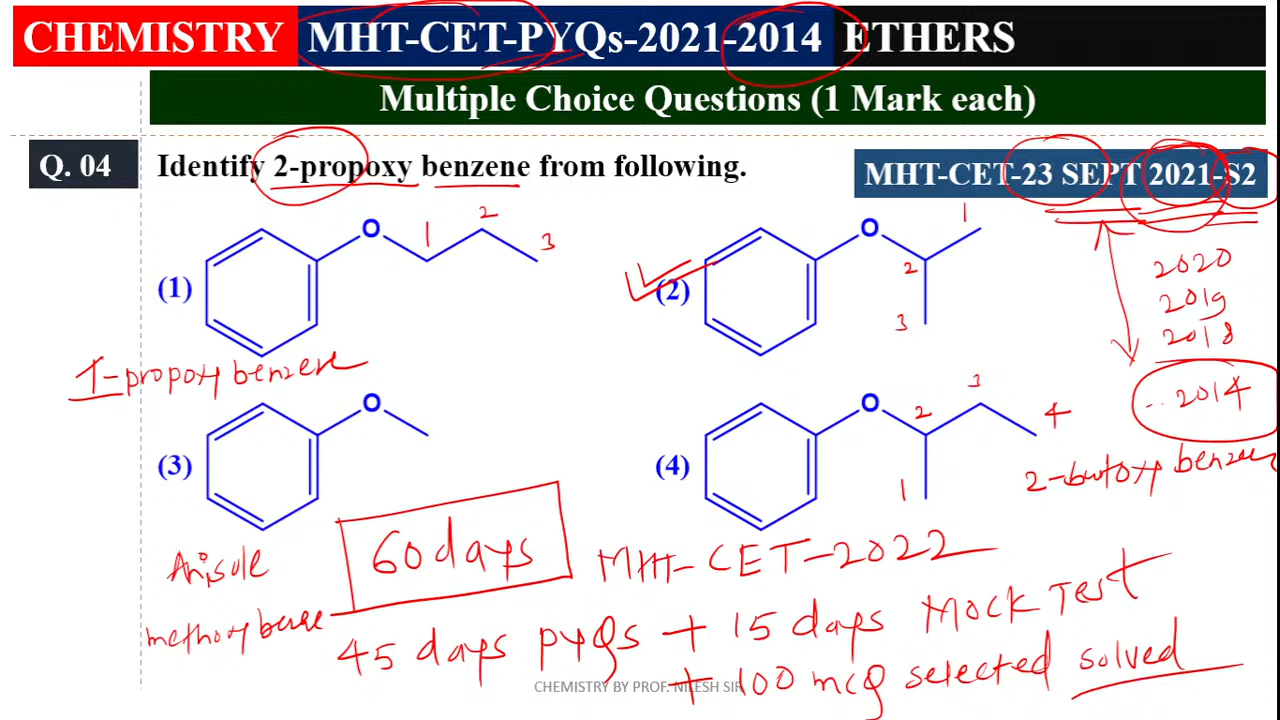 CHEMISTRY MHT-CET-PYQs-2021-2014 ETHERS
Multiple Choice Questions (1 Mark each)
Q. 04 Identify 2-propoxy benzene from following. MHT-CET-23 SEPT 2021-S2
(1) O 1 2 3
1-propoxy benzene
(2) O 1 2 3
2020
2019
2018
.. 2014
(3) O
Anisole
methoxy benze
(4) O 1 2 3 4
2-butoxy benzen
60 days MHT-CET-2022
45 days PYQs + 15 days Mock Test
+ 100 mcq selected solved
CHEMISTRY BY PROF. NILESH SIR